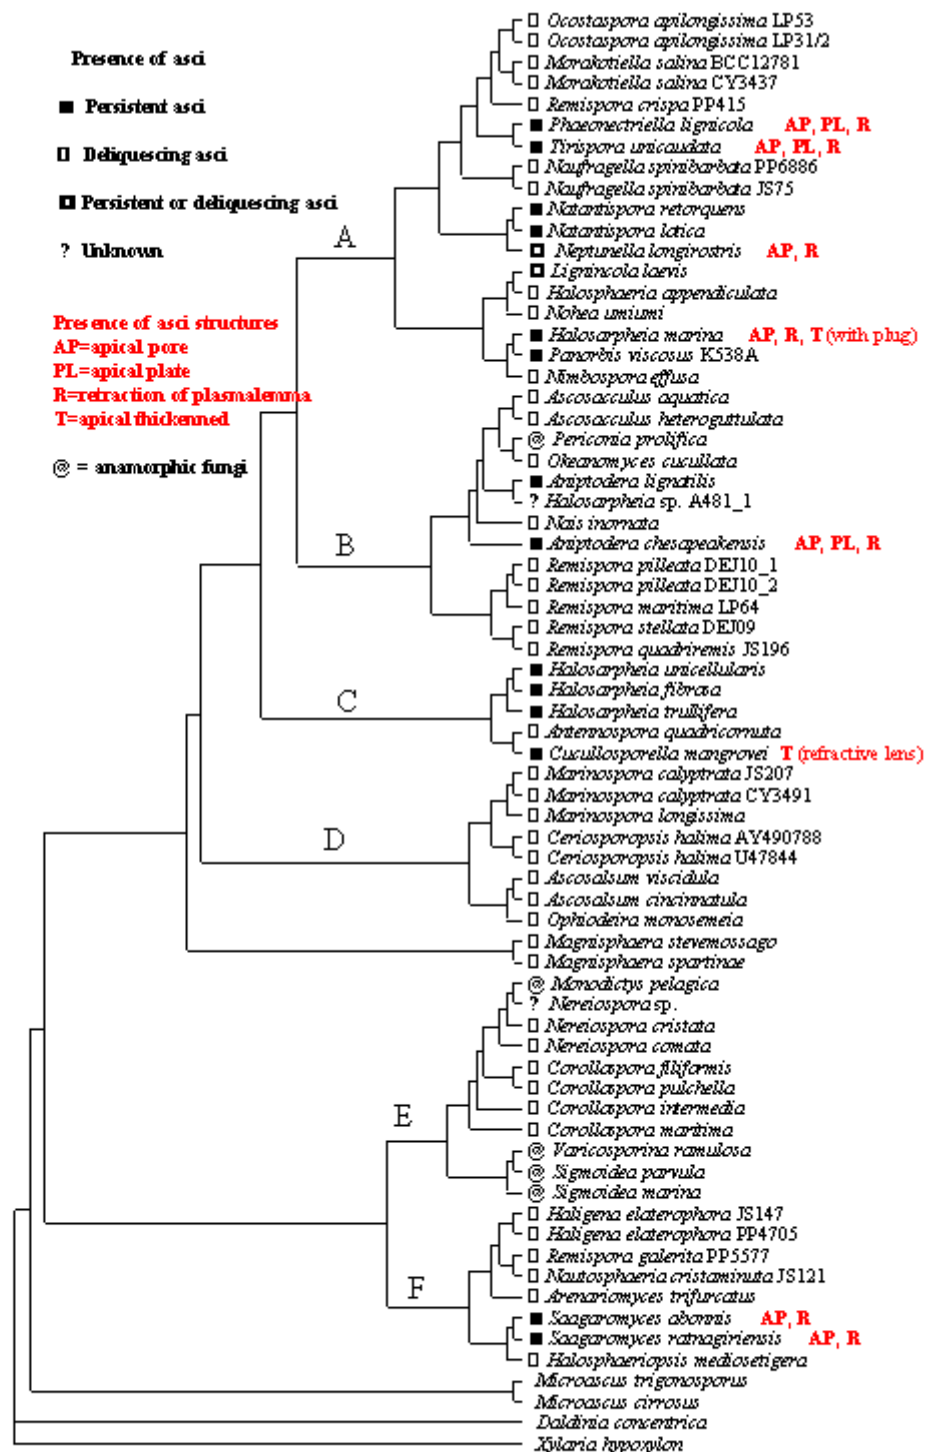 Presence of asci
■ Persistent asci
▯ Deliquescing asci
◘ Persistent or deliquescing asci
? Unknown
Presence of asci structures
AP=apical pore
PL=apical plate
R=retraction of plasmalemma
T=apical thickenned
@ = anamorphic fungi
A
B
C
D
E
F
▯ Ocostaspora apilongissima LP53
▯ Ocostaspora apilongissima LP31/2
▯ Morakotiella salina BCC12781
▯ Morakotiella salina CY3437
▯ Remispora crispa PP415
■ Phaeonectriella lignicola AP, PL, R
■ Tirispora unicaudata AP, PL, R
▯ Naufragella spinibarbata PP6886
▯ Naufragella spinibarbata JS75
■ Natantispora retorquens
■ Natantispora lotica
◘ Neptunella longirostris AP, R
◘ Lignincola laevis
▯ Halosphaeria appendiculata
▯ Nohea umiumi
■ Halosarpheia marina AP, R, T (with plug)
■ Panorbis viscosus K538A
▯ Nimbospora effusa
▯ Ascosacculus aquatica
▯ Ascosacculus heteroguttulata
@ Periconia prolifica
▯ Okeanomyces cucullata
■ Aniptodera lignatilis
? Halosarpheia sp. A481_1
▯ Nais inornata
■ Aniptodera chesapeakensis AP, PL, R
▯ Remispora pilleata DEJ10_1
▯ Remispora pilleata DEJ10_2
▯ Remispora maritima LP64
▯ Remispora stellata DEJ09
▯ Remispora quadriremis JS196
■ Halosarpheia unicellularis
■ Halosarpheia fibrosa
■ Halosarpheia trullifera
▯ Antennospora quadricornuta
■ Cucullosporella mangrovei T (refractive lens)
▯ Marinospora calyptrata JS207
▯ Marinospora calyptrata CY3491
▯ Marinospora longissima
▯ Ceriosporopsis halima AY490788
▯ Ceriosporopsis halima U47844
▯ Ascosalsum viscidula
▯ Ascosalsum cincinnatula
▯ Ophiodeira monosemeia
▯ Magnisphaera stevemossago
▯ Magnisphaera spartinae
@ Monodictys pelagica
? Nereiospora sp.
▯ Nereiospora cristata
▯ Nereiospora comata
▯ Corollospora filiformis
▯ Corollospora pulchella
▯ Corollospora intermedia
▯ Corollospora maritima
@ Varicosporina ramulosa
@ Sigmoidea parvula
@ Sigmoidea marina
▯ Haligena elaterophora JS147
▯ Haligena elaterophora PP4705
▯ Remispora galerita PP5577
▯ Nautosphaeria cristaminuta JS121
▯ Arenariomyces trifurcatus
■ Saagaromyces abonnis AP, R
■ Saagaromyces ratnagiriensis AP, R
▯ Halosphaeriopsis mediosetigera
Microascus trigonosporus
Microascus cirrosus
Daldinia concentrica
Xylaria hypoxylon